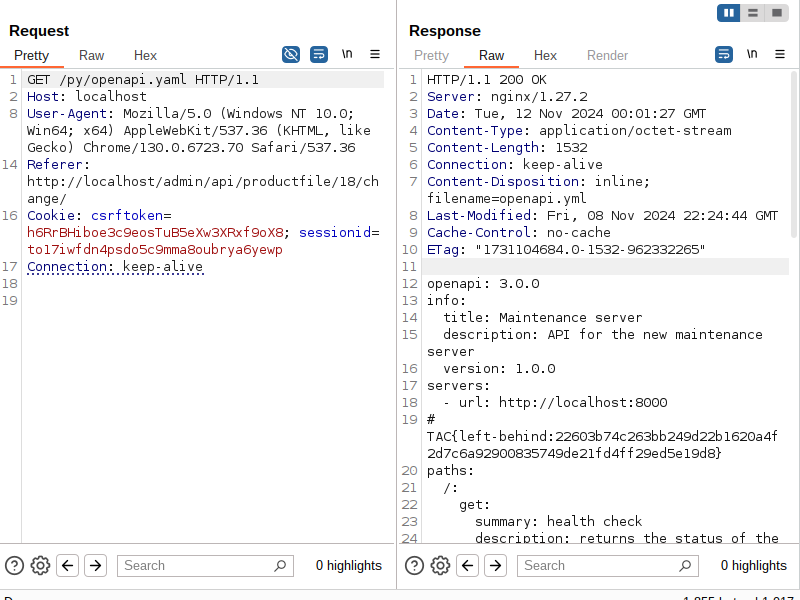 Request
Pretty Raw Hex \n
1 GET /py/openapi.yaml HTTP/1.1
2 Host: localhost
8 User-Agent: Mozilla/5.0 (Windows NT 10.0;
Win64; x64) AppleWebKit/537.36 (KHTML, like
Gecko) Chrome/130.0.6723.70 Safari/537.36
14 Referer:
http://localhost/admin/api/productfile/18/ch
ange/
16 Cookie: csrftoken=
h6RrBHiboe3c9eosTuB5eXw3XRxf9oX8; sessionid=
to17iwfdn4psdo5c9mma8oubrya6yewp
17 Connection: keep-alive
18
19
Search 0 highlights
Response
Pretty Raw Hex Render \n
1 HTTP/1.1 200 OK
2 Server: nginx/1.27.2
3 Date: Tue, 12 Nov 2024 00:01:27 GMT
4 Content-Type: application/octet-stream
5 Content-Length: 1532
6 Connection: keep-alive
7 Content-Disposition: inline;
filename=openapi.yml
8 Last-Modified: Fri, 08 Nov 2024 22:24:44 GMT
9 Cache-Control: no-cache
10 ETag: "1731104684.0-1532-962332265"
11
12 openapi: 3.0.0
13 info:
14 title: Maintenance server
15 description: API for the new maintenance
server
16 version: 1.0.0
17 servers:
18 - url: http://localhost:8000
19 #
TAC{left-behind:22603b74c263bb249d22b1620a4f
2d7c6a92900835749de21fd4ff29ed5e19d8}
20 paths:
21 /:
22 get:
23 summary: health check
24 description: returns the status of the
Search 0 highlights